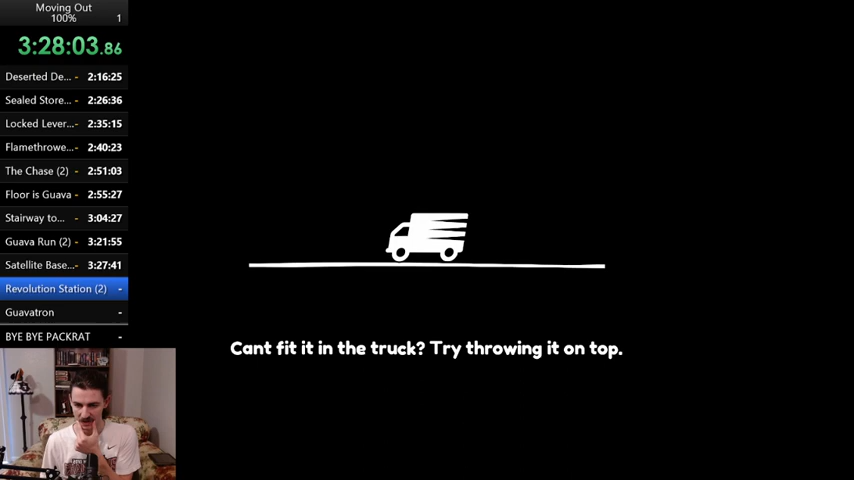 Moving Out
100% 1
3:28:03.86
Deserted De... - 2:16:25
Sealed Store... - 2:26:36
Locked Lever... - 2:35:15
Flamethrowe... - 2:40:23
The Chase (2) - 2:51:03
Floor is Guava - 2:55:27
Stairway to... - 3:04:27
Guava Run (2) - 3:21:55
Satellite Base... - 3:27:41
Revolution Station (2) -
Guavatron -
BYE BYE PACKRAT -
Cant fit it in the truck? Try throwing it on top.